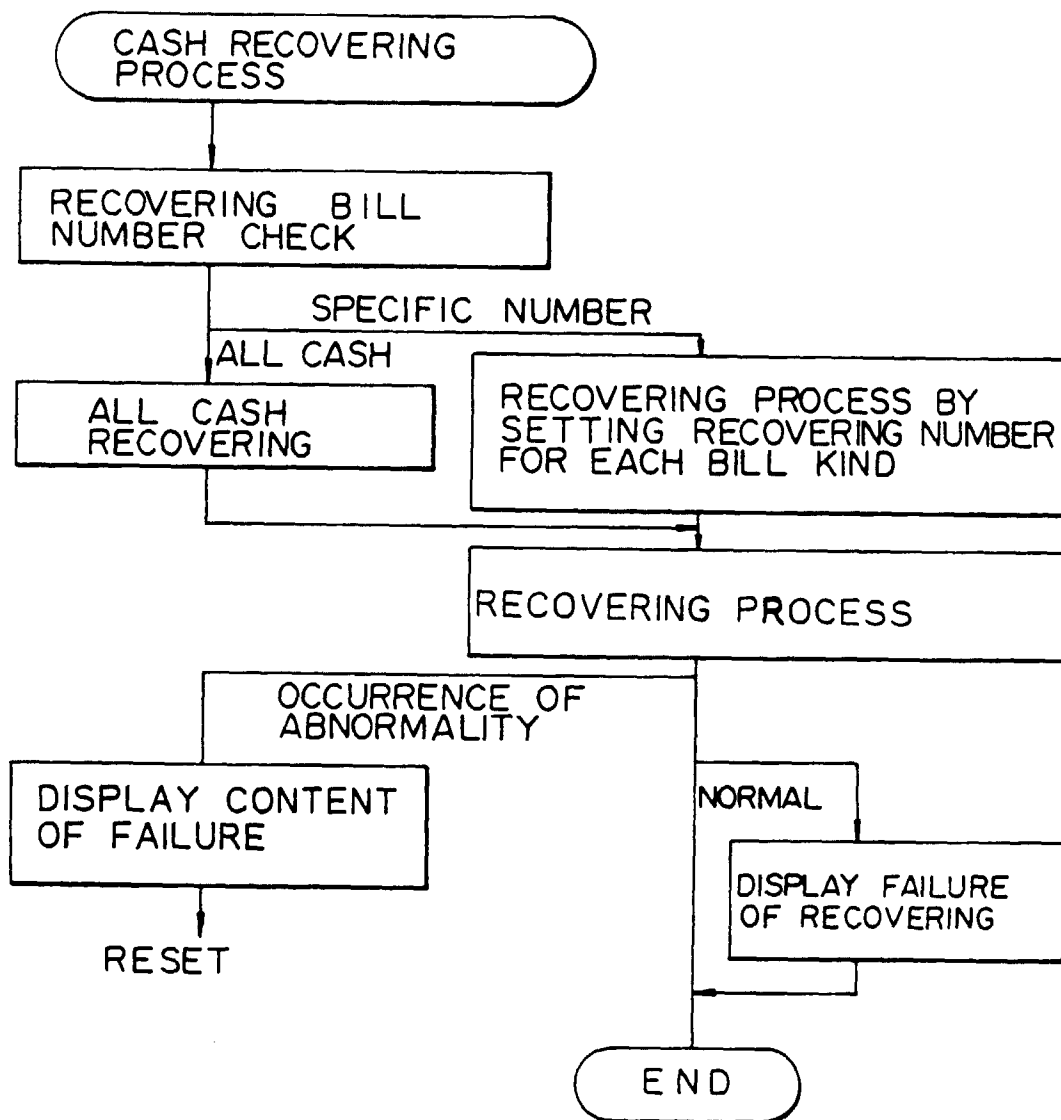 CASH RECOVERING
PROCESS
RECOVERING BILL
NUMBER CHECK
SPECIFIC NUMBER
ALL CASH
ALL CASH
RECOVERING
RECOVERING PROCESS BY
SETTING RECOVERING NUMBER
FOR EACH BILL KIND
RECOVERING PROCESS
OCCURRENCE OF
ABNORMALITY
DISPLAY CONTENT
OF FAILURE
NORMAL
DISPLAY FAILURE
OF RECOVERING
RESET
END